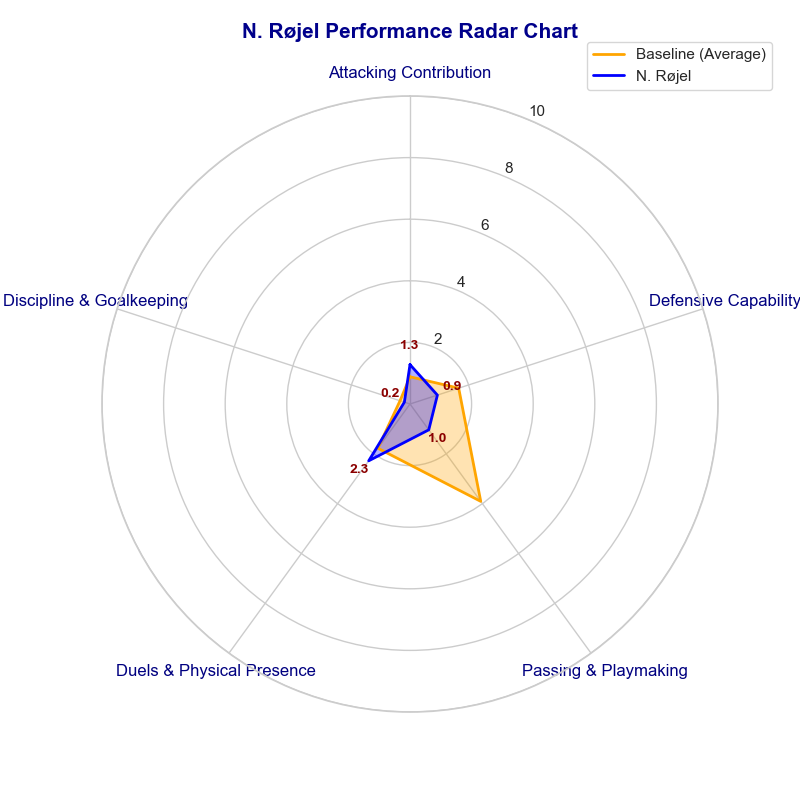 N. Røjel Performance Radar Chart
Baseline (Average)
N. Røjel
Attacking Contribution
10
8
6
4
2
Discipline & Goalkeeping
Defensive Capability
1.3
0.9
0.2
1.0
2.3
Duels & Physical Presence
Passing & Playmaking